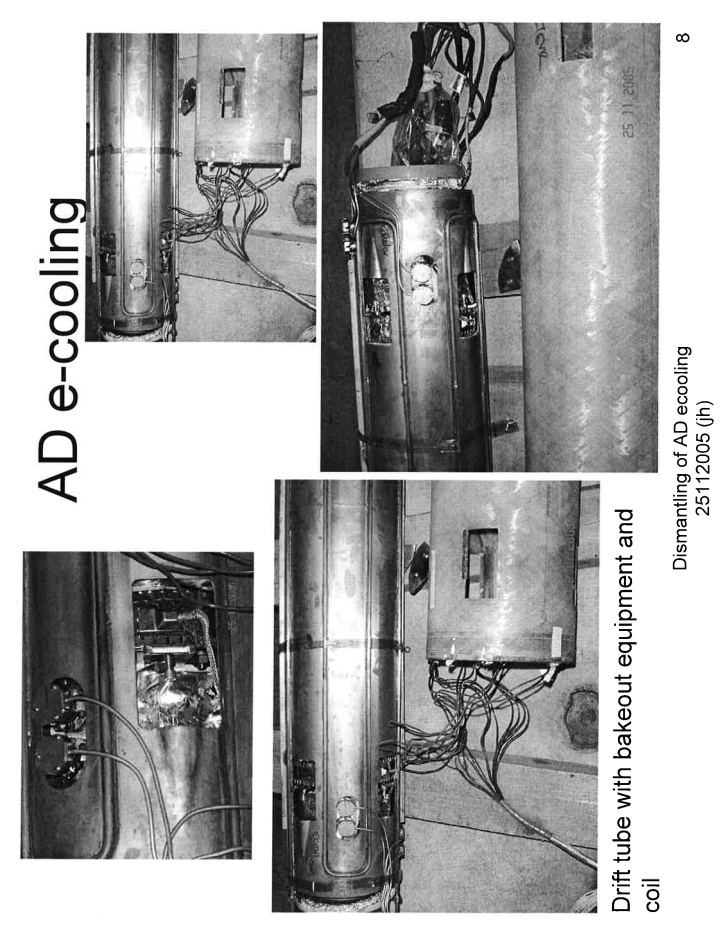 AD e-cooling
25 11 2005
Drift tube with bakeout equipment and
coil
Dismantling of AD ecooling
25112005 (jh)
8